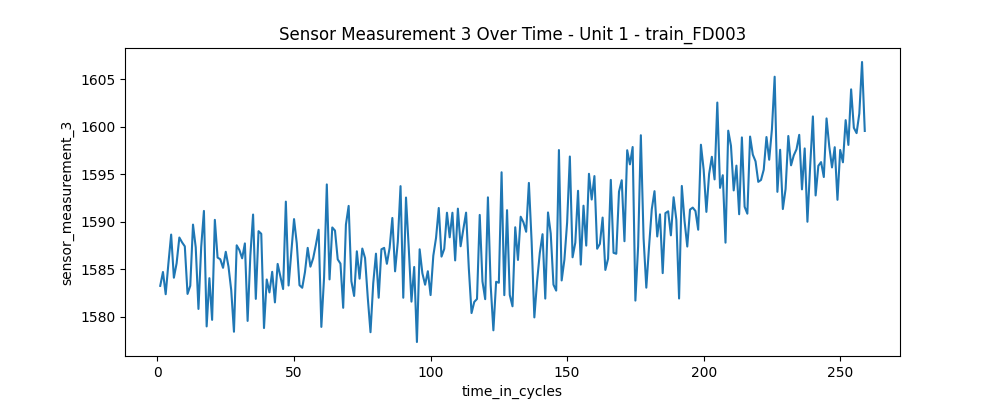 Sensor Measurement 3 Over Time - Unit 1 - train_FD003
sensor_measurement_3
1605
1600
1595
1590
1585
1580
0 50 100 150 200 250
time_in_cycles